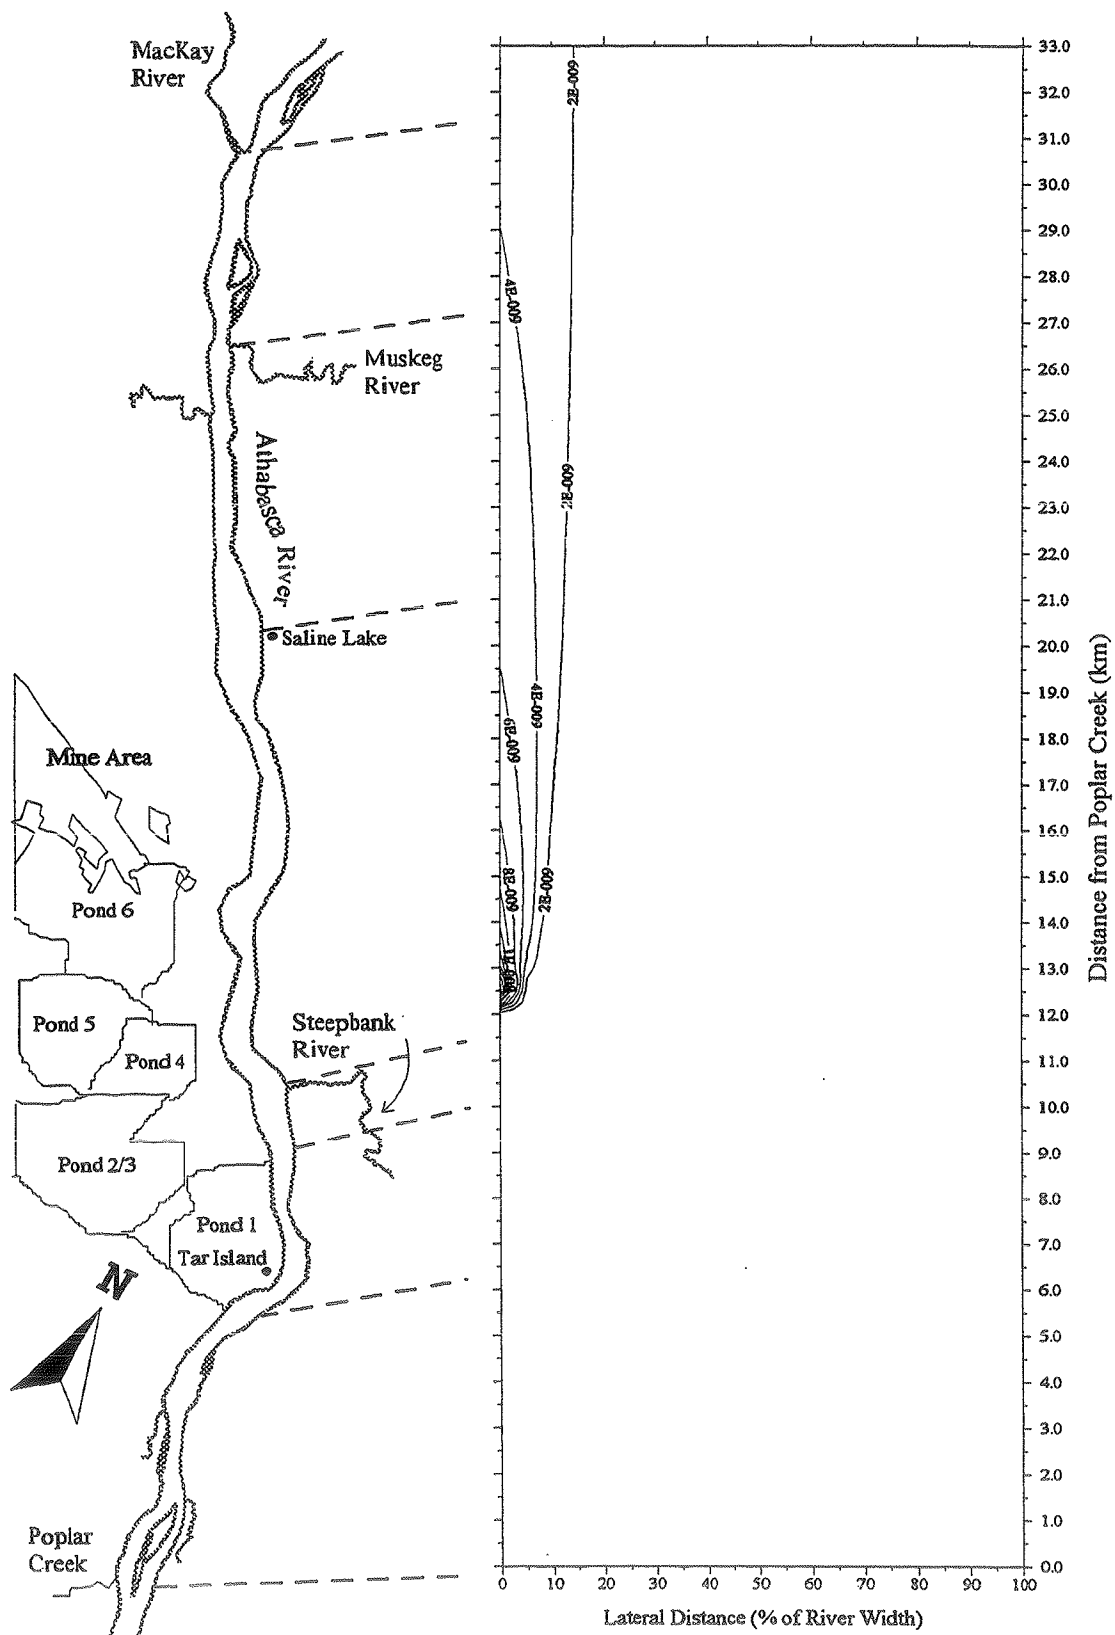 MacKay
River
Muskeg
River
Athabasca River
Saline Lake
Mine Area
Pond 6
Pond 5
Pond 4
Steepbank
River
Pond 2/3
Pond 1
Tar Island
N
Poplar
Creek
2E-009
4E-009
2E-009
4E-009
6E-009
8E-009
2E-009
33.0
32.0
31.0
30.0
29.0
28.0
27.0
26.0
25.0
24.0
23.0
22.0
21.0
20.0
19.0
18.0
17.0
16.0
15.0
14.0
13.0
12.0
11.0
10.0
9.0
8.0
7.0
6.0
5.0
4.0
3.0
2.0
1.0
0.0
Distance from Poplar Creek (km)
0 10 20 30 40 50 60 70 80 90 100
Lateral Distance (% of River Width)